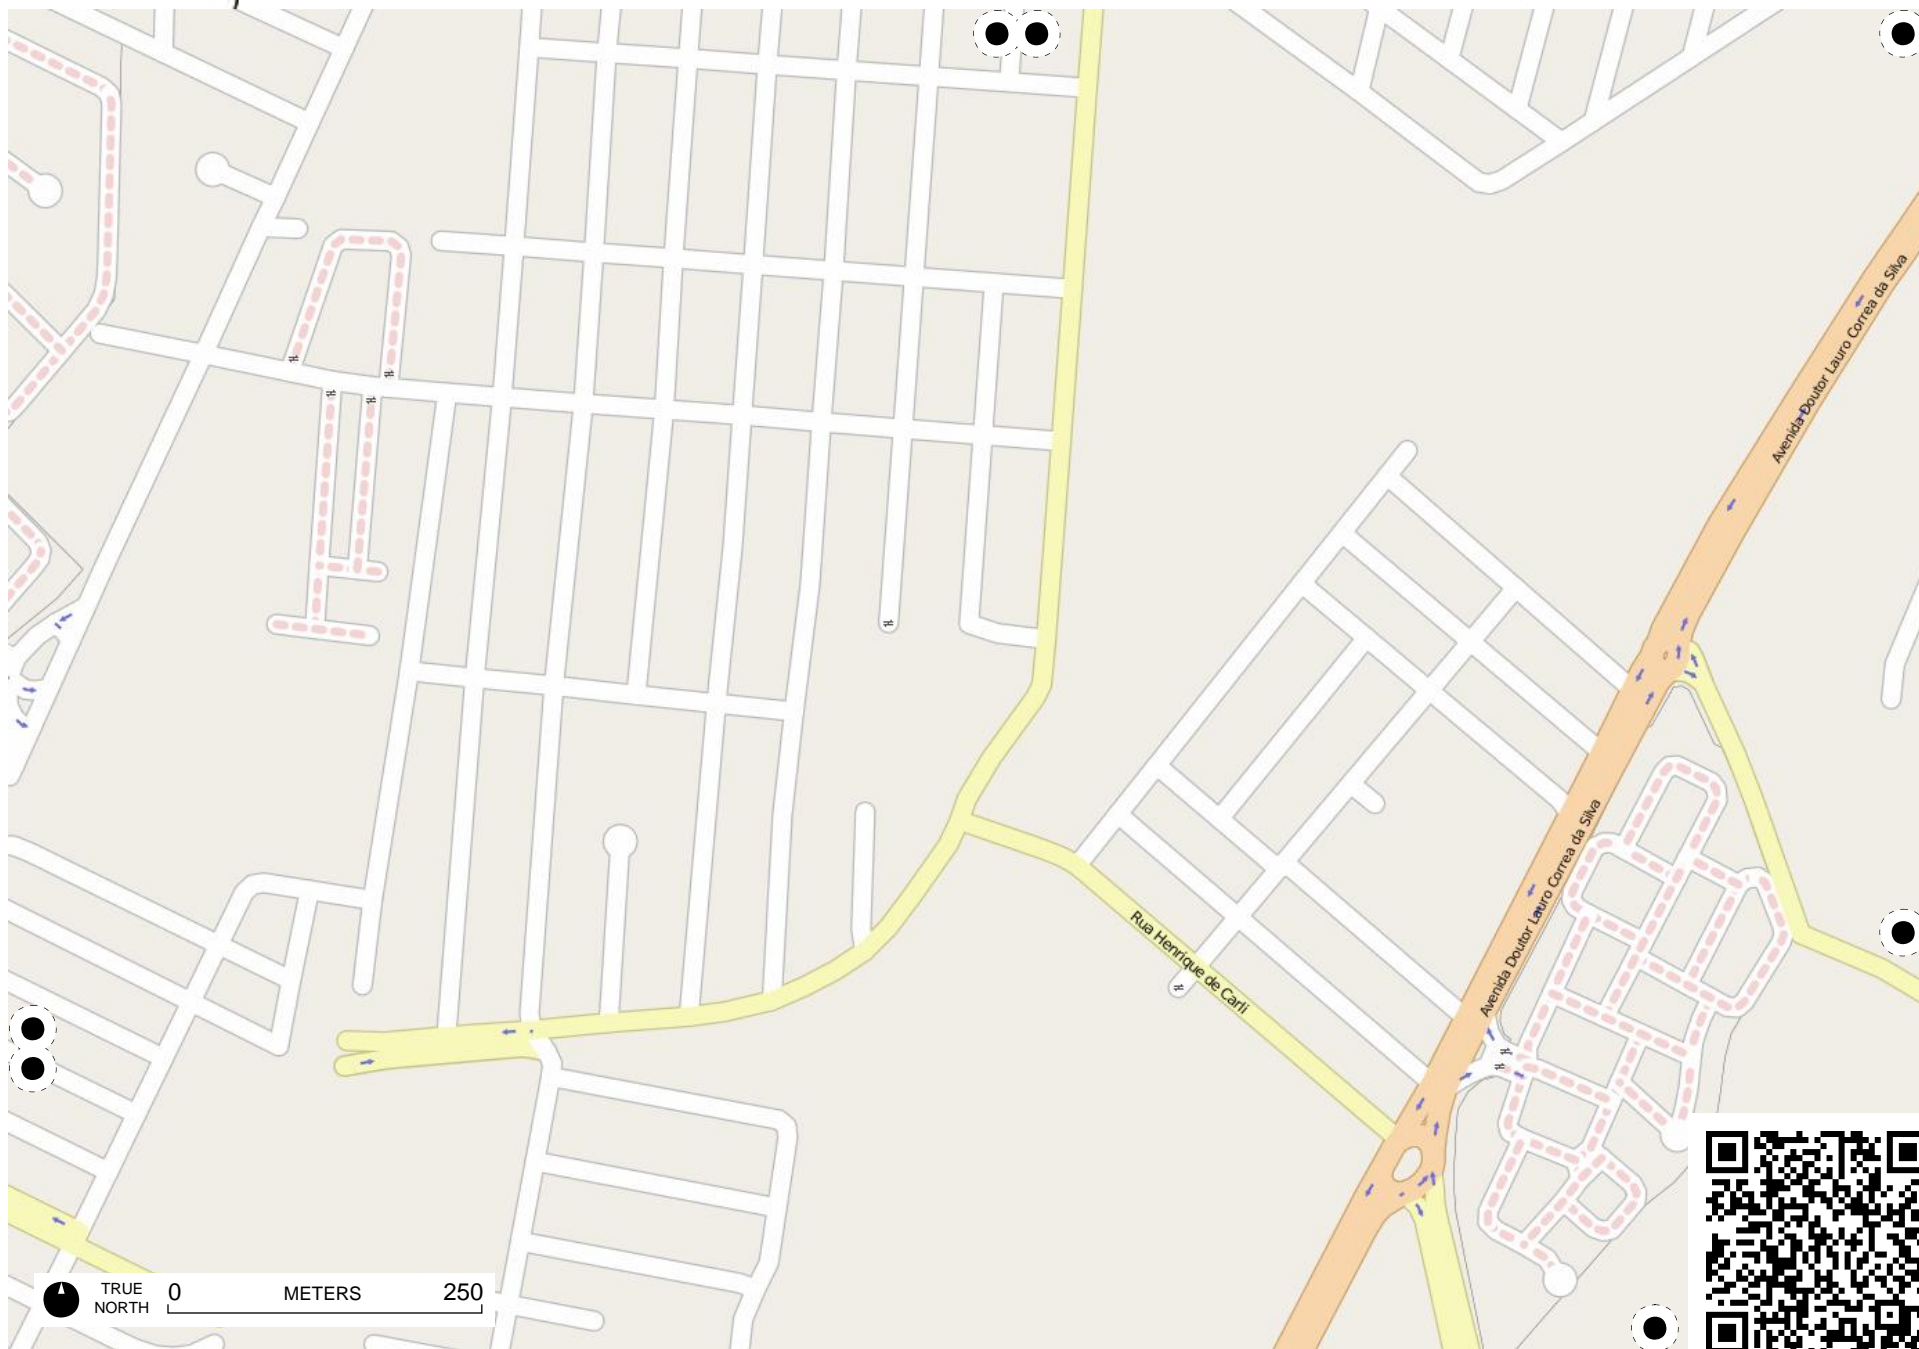 Avenida Doutor Lauro Correa da Silva
Avenida Doutor Lauro Correa da Silva
Rua Henrique de Carli
TRUE
NORTH
0 METERS 250